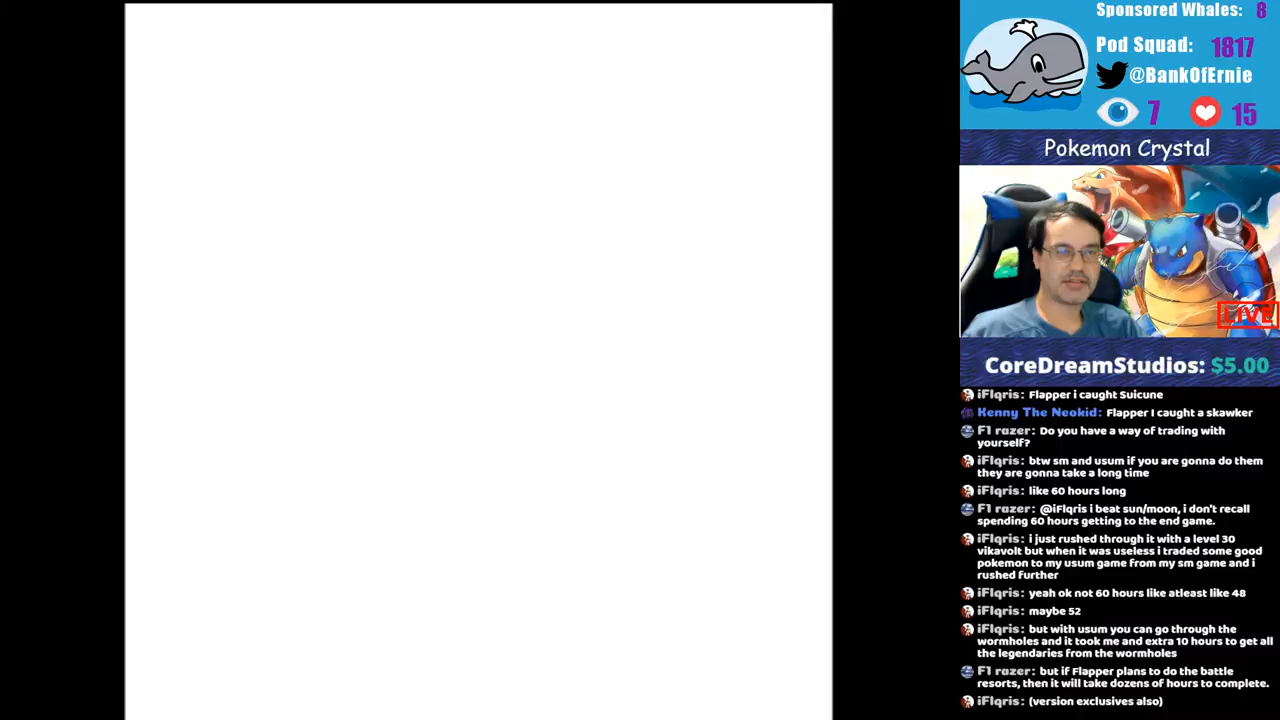 Sponsored Whales: 8
Pod Squad: 1817
@BankOfErnie
7 15
Pokemon Crystal
LIVE
CoreDreamStudios: $5.00
iFlqris: Flapper i caught Suicune
Kenny The Neokid: Flapper I caught a skawker
F1 razer: Do you have a way of trading with
yourself?
iFlqris: btw sm and usum if you are gonna do them
they are gonna take a long time
iFlqris: like 60 hours long
F1 razer: @iFlqris i beat sun/moon, i don't recall
spending 60 hours getting to the end game.
iFlqris: i just rushed through it with a level 30
vikavolt but when it was useless i traded some good
pokemon to my usum game from my sm game and i
rushed further
iFlqris: yeah ok not 60 hours like atleast like 48
iFlqris: maybe 52
iFlqris: but with usum you can go through the
wormholes and it took me and extra 10 hours to get all
the legendaries from the wormholes
F1 razer: but if Flapper plans to do the battle
resorts, then it will take dozens of hours to complete.
iFlqris: (version exclusives also)